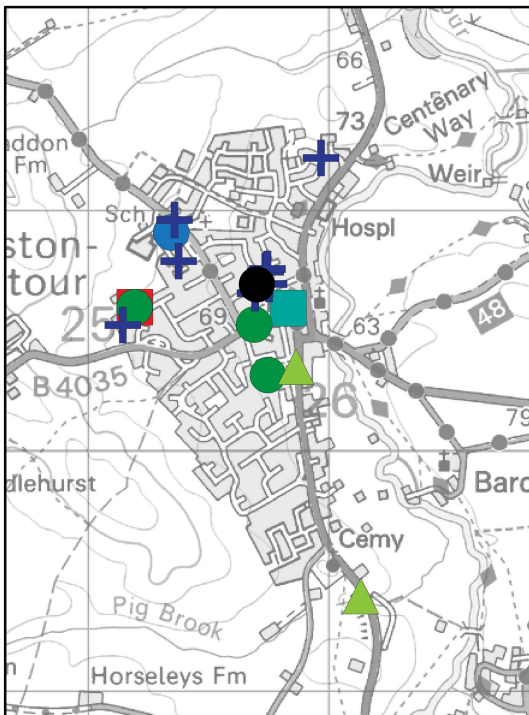 66
73
Centenary
Way
addon
Fm
Weir
Sch
Hospl
ston-
tour
25
69
63
48
B 4035
26
79
dlehurst
Barc
Cemy
Pig Brook
Horseleys Fm